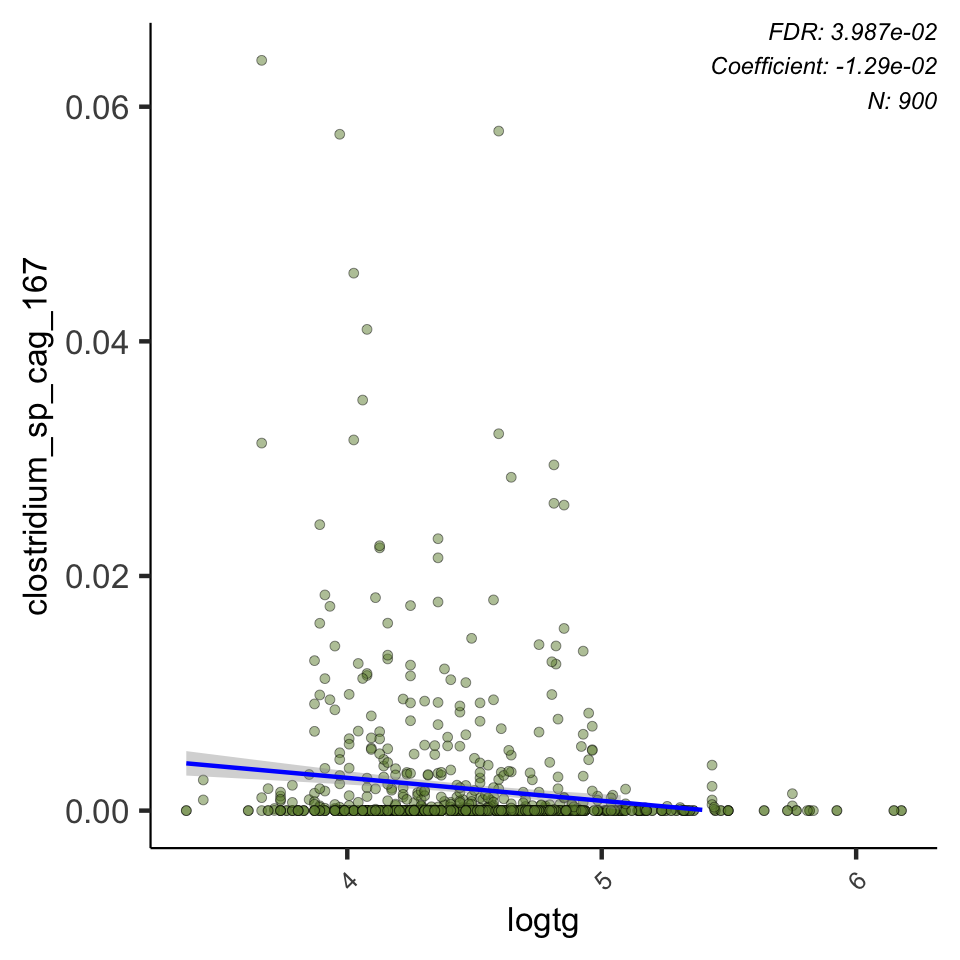 FDR: 3.987e-02
Coefficient: -1.29e-02
N: 900
clostridium_sp_cag_167
0.06
0.04
0.02
0.00
4
5
6
logtg